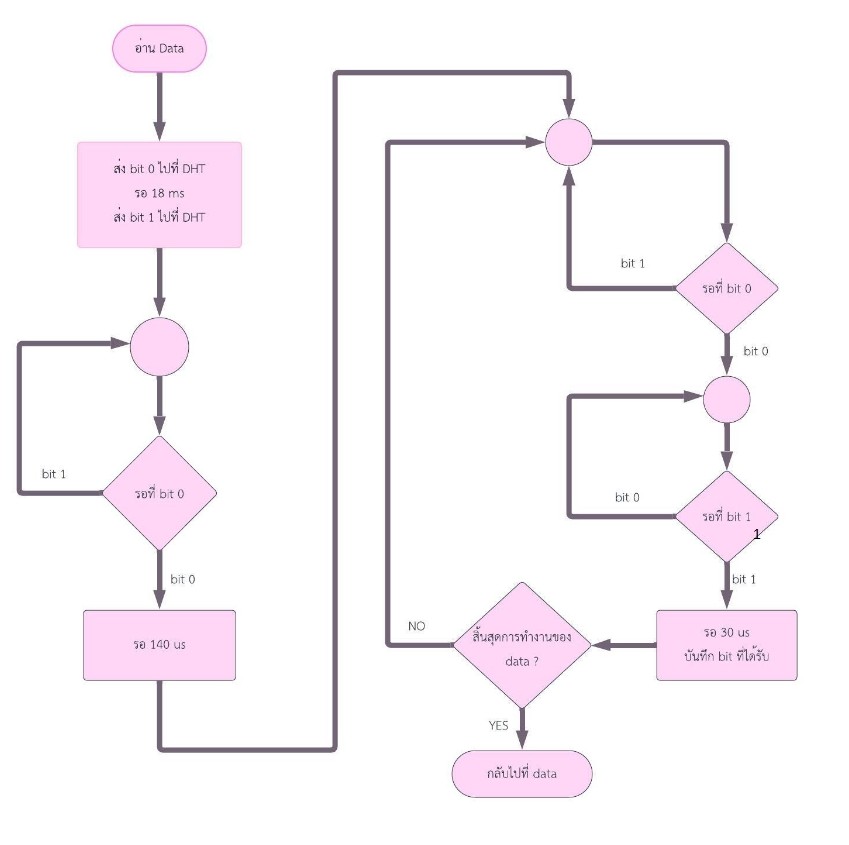 อ่าน Data
ส่ง bit 0 ไปที่ DHT
รอ 18 ms
ส่ง bit 1 ไปที่ DHT
bit 1
รอที่ bit 0
bit 0
รอ 140 us
bit 1
รอที่ bit 0
bit 0
bit 0
รอที่ bit 1
1
bit 1
รอ 30 us
บันทึก bit ที่ได้รับ
NO
สิ้นสุดการทำงานของ
data ?
YES
กลับไปที่ data